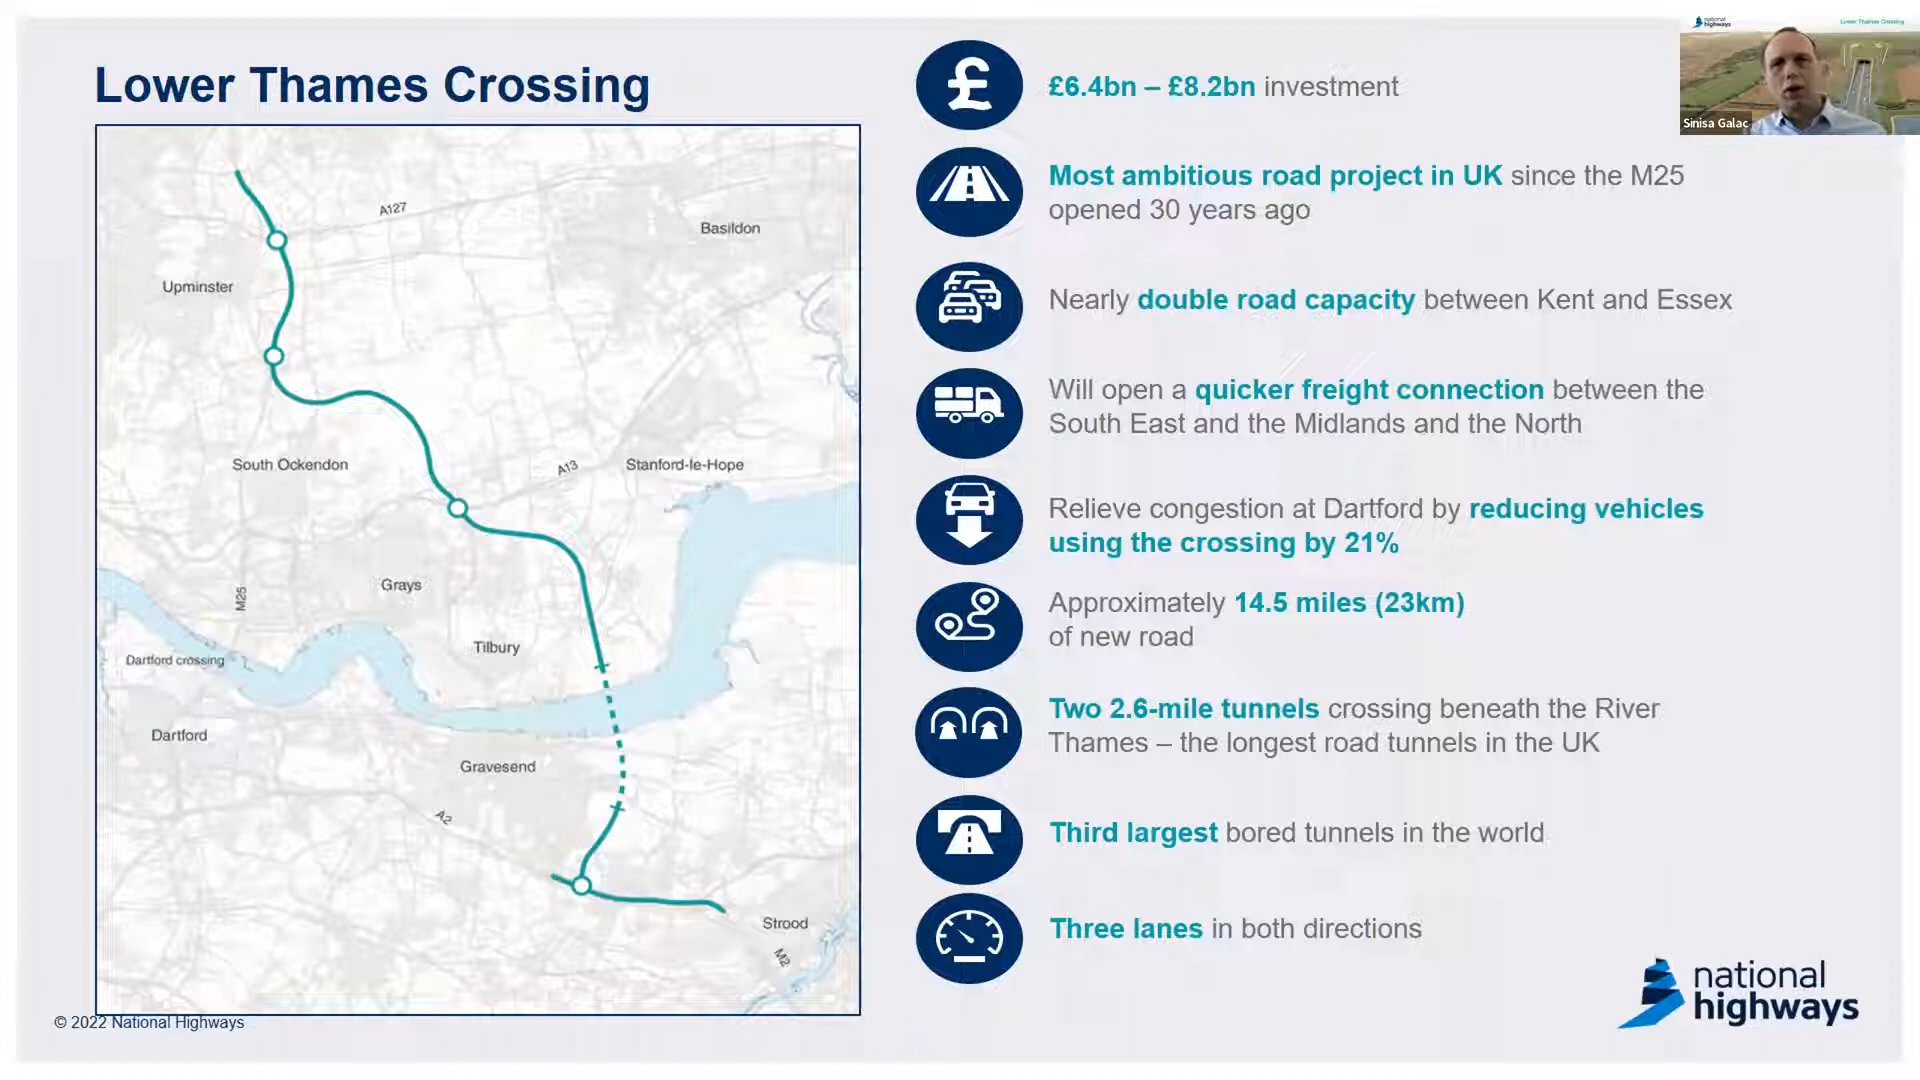 Lower Thames Crossing
A127
Basildon
Upminster
South Ockendon
A13
Stanford-le-Hope
M25
Grays
Tilbury
Dartford crossing
Dartford
Gravesend
A2
Strood
M2
© 2022 National Highways
£6.4bn – £8.2bn investment
Most ambitious road project in UK since the M25
opened 30 years ago
Nearly double road capacity between Kent and Essex
Will open a quicker freight connection between the
South East and the Midlands and the North
Relieve congestion at Dartford by reducing vehicles
using the crossing by 21%
Approximately 14.5 miles (23km)
of new road
Two 2.6-mile tunnels crossing beneath the River
Thames – the longest road tunnels in the UK
Third largest bored tunnels in the world
Three lanes in both directions
national
highways
national
highways
Lower Thames Crossing
Sinisa Galac